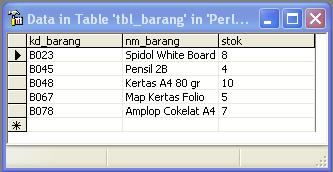 Data in Table 'tbl_barang' in 'Perl...
kd_barang nm_barang stok
B023 Spidol White Board 8
B045 Pensil 2B 4
B048 Kertas A4 80 gr 10
B067 Map Kertas Folio 5
B078 Amplop Cokelat A4 7